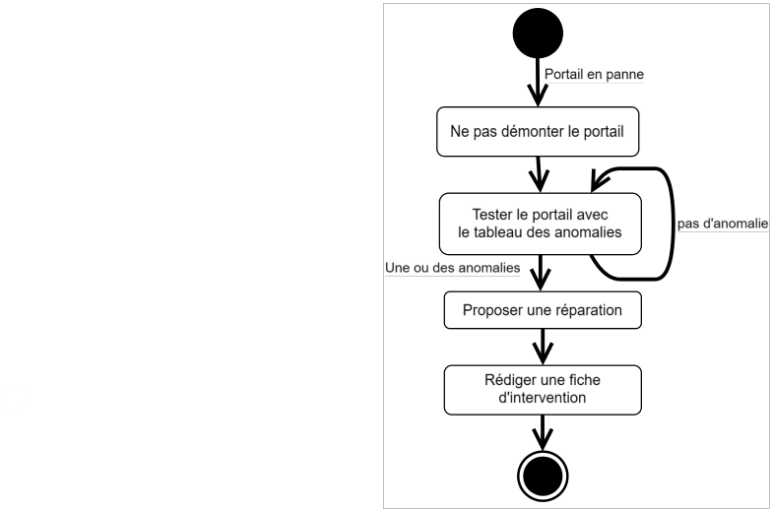 Portail en panne
Ne pas démonter le portail
Tester le portail avec
le tableau des anomalies
pas d'anomalie
Une ou des anomalies
Proposer une réparation
Rédiger une fiche
d'intervention